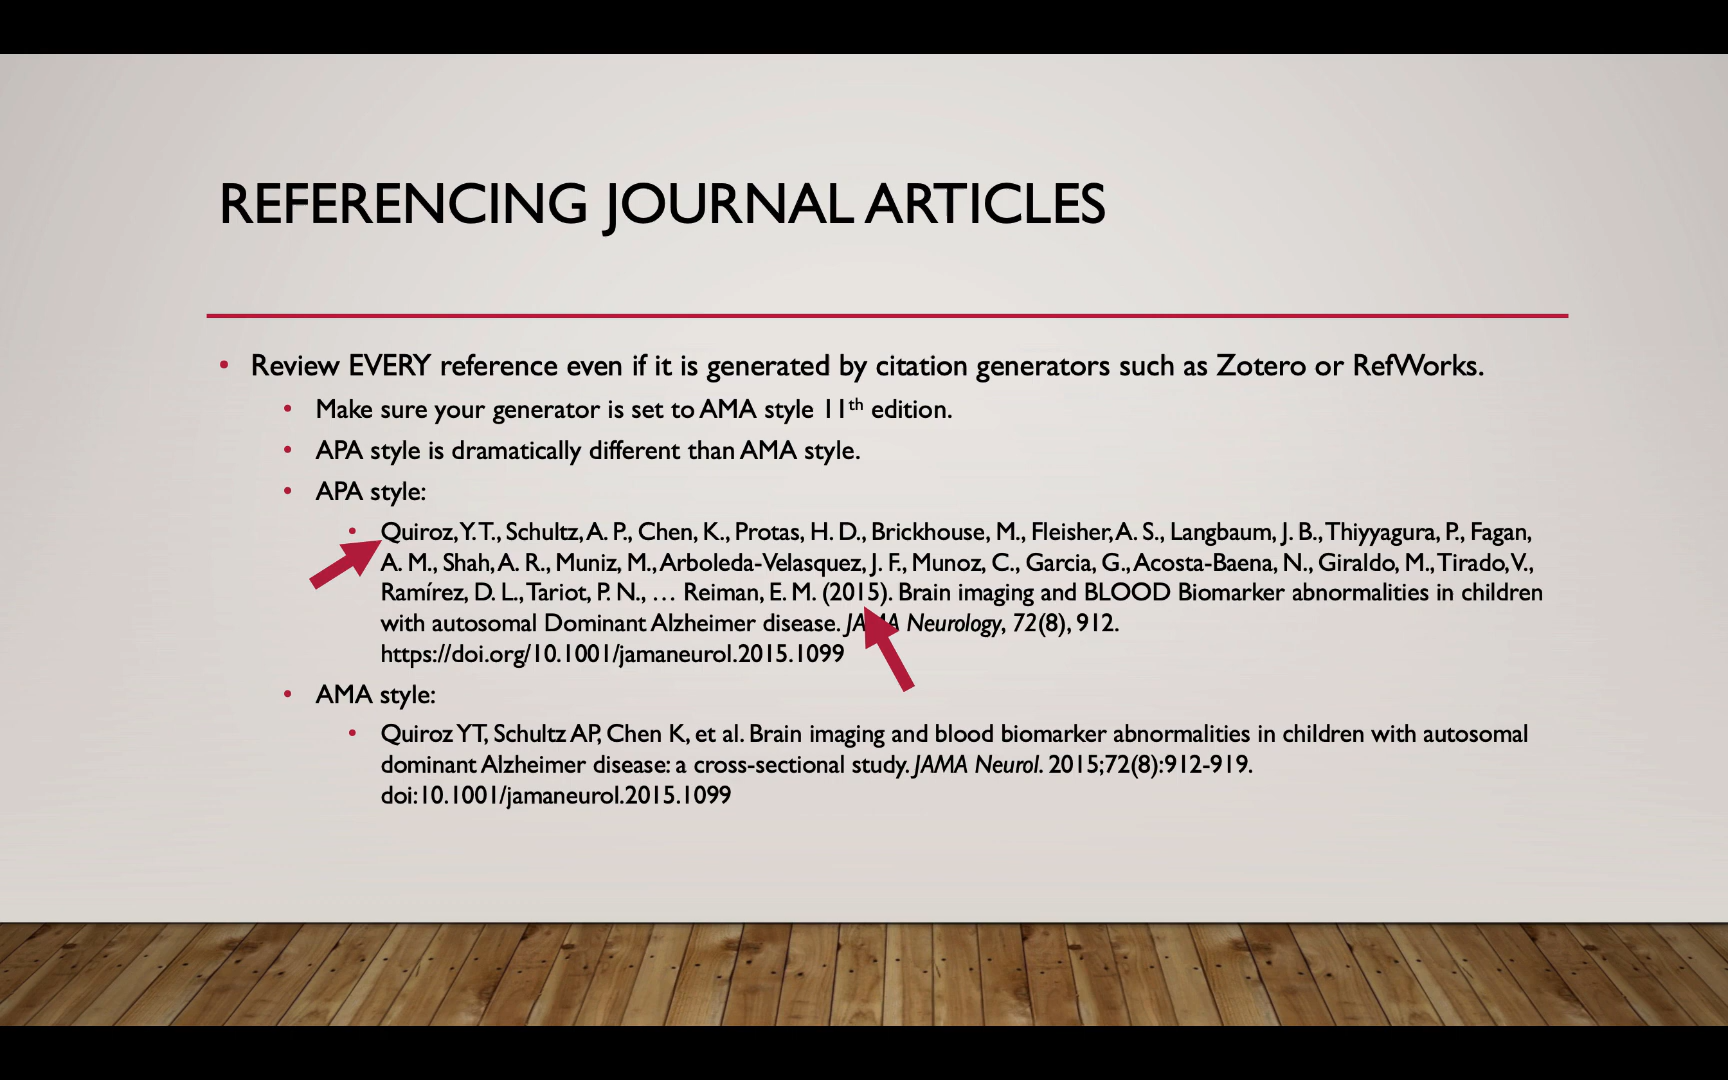 REFERENCING JOURNAL ARTICLES
• Review EVERY reference even if it is generated by citation generators such as Zotero or RefWorks.
• Make sure your generator is set to AMA style 11th edition.
• APA style is dramatically different than AMA style.
• APA style:
• Quiroz, Y. T., Schultz, A. P., Chen, K., Protas, H. D., Brickhouse, M., Fleisher, A. S., Langbaum, J. B., Thiyyagura, P., Fagan,
A. M., Shah, A. R., Muniz, M., Arboleda-Velasquez, J. F., Munoz, C., Garcia, G., Acosta-Baena, N., Giraldo, M., Tirado, V.,
Ramírez, D. L., Tariot, P. N., … Reiman, E. M. (2015). Brain imaging and BLOOD Biomarker abnormalities in children
with autosomal Dominant Alzheimer disease. JAMA Neurology, 72(8), 912.
https://doi.org/10.1001/jamaneurol.2015.1099
• AMA style:
• Quiroz YT, Schultz AP, Chen K, et al. Brain imaging and blood biomarker abnormalities in children with autosomal
dominant Alzheimer disease: a cross-sectional study. JAMA Neurol. 2015;72(8):912-919.
doi:10.1001/jamaneurol.2015.1099